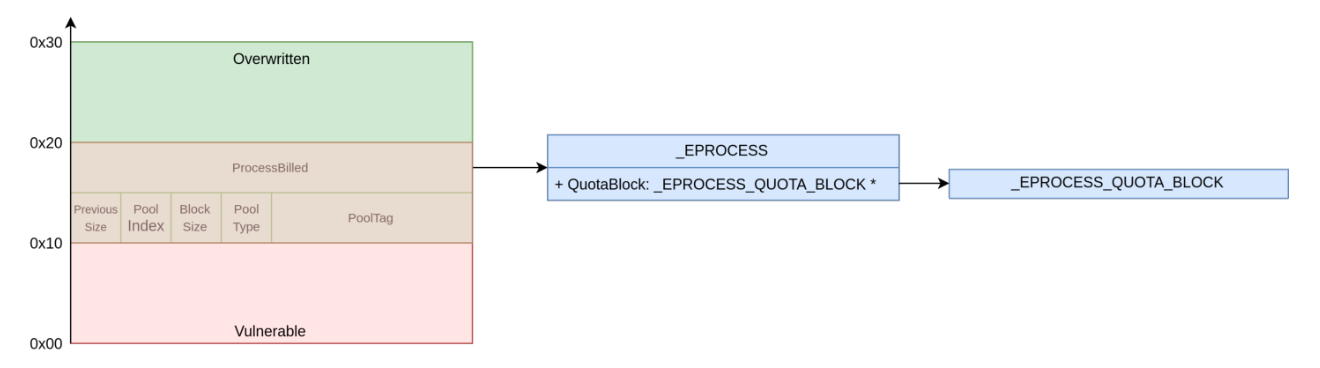 0x30
Overwritten
0x20
ProcessBilled
Previous
Size
Pool
Index
Block
Size
Pool
Type
PoolTag
0x10
Vulnerable
0x00
_EPROCESS
+ QuotaBlock: _EPROCESS_QUOTA_BLOCK *
_EPROCESS_QUOTA_BLOCK